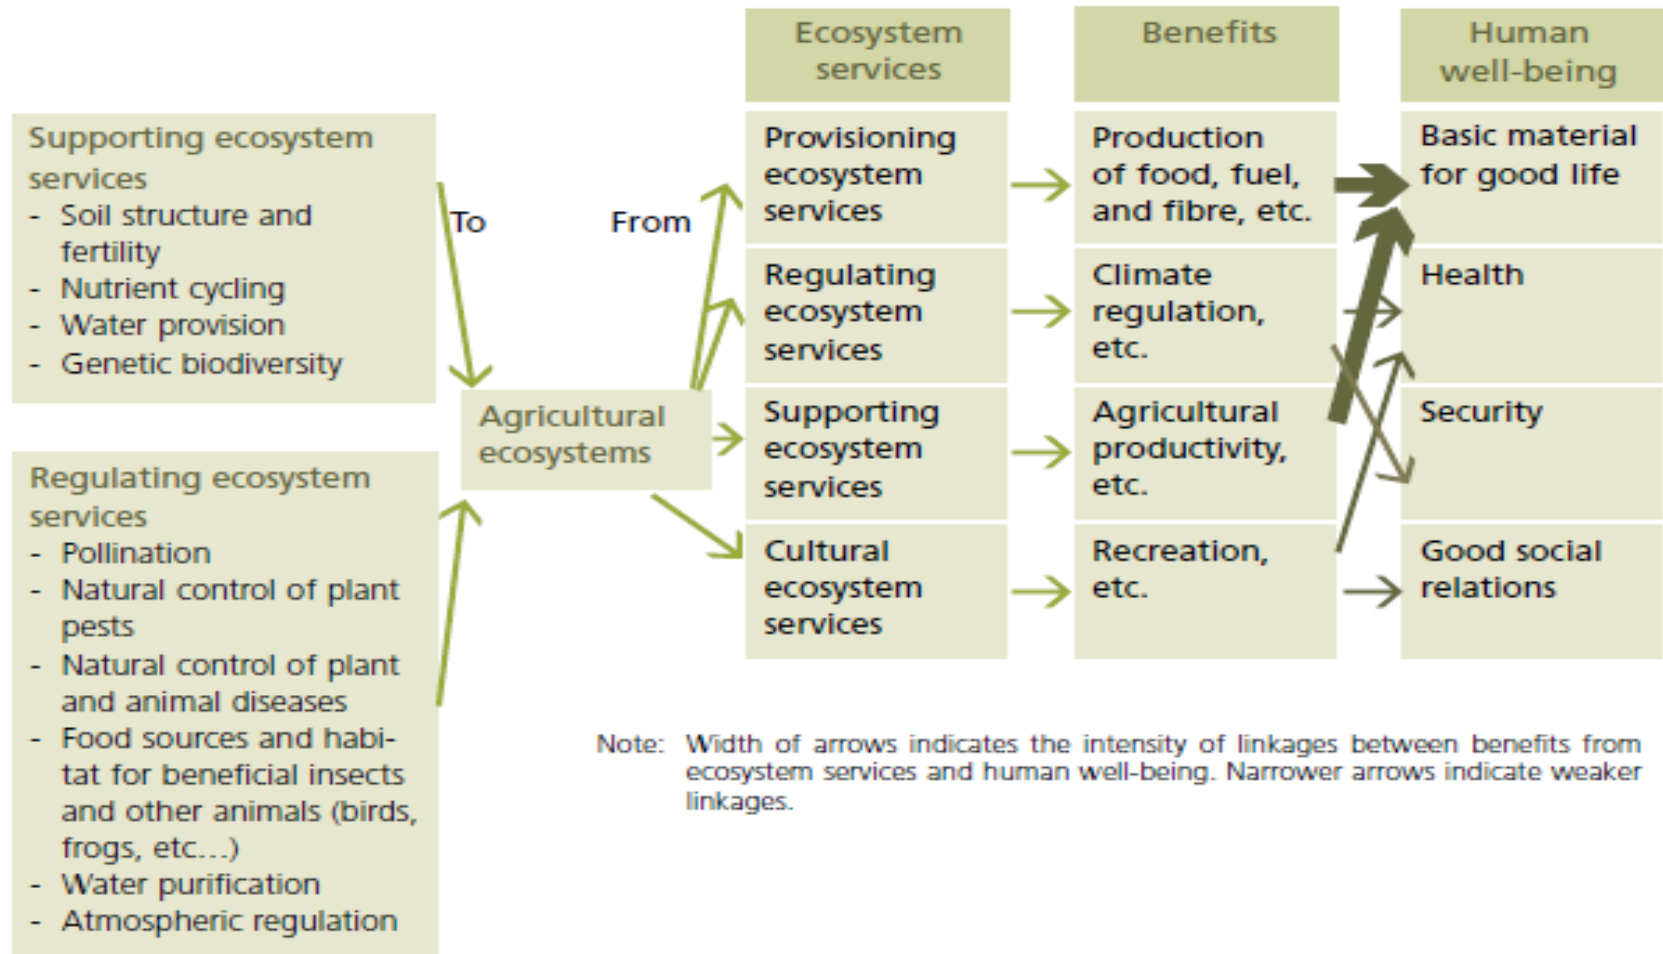 Supporting ecosystem
services
- Soil structure and
fertility
- Nutrient cycling
- Water provision
- Genetic biodiversity
Regulating ecosystem
services
- Pollination
- Natural control of plant
pests
- Natural control of plant
and animal diseases
- Food sources and habi-
tat for beneficial insects
and other animals (birds,
frogs, etc...)
- Water purification
- Atmospheric regulation
To
From
Agricultural
ecosystems
Ecosystem
services
Provisioning
ecosystem
services
Regulating
ecosystem
services
Supporting
ecosystem
services
Cultural
ecosystem
services
Benefits
Production
of food, fuel,
and fibre, etc.
Climate
regulation,
etc.
Agricultural
productivity,
etc.
Recreation,
etc.
Human
well-being
Basic material
for good life
Health
Security
Good social
relations
Note: Width of arrows indicates the intensity of linkages between benefits from
ecosystem services and human well-being. Narrower arrows indicate weaker
linkages.